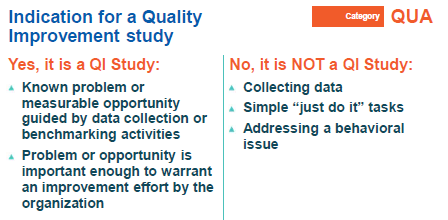 Indication for a Quality
Improvement study
Category QUA
Yes, it is a QI Study:
Known problem or
measurable opportunity
guided by data collection or
benchmarking activities
Problem or opportunity is
important enough to warrant
an improvement effort by the
organization
No, it is NOT a QI Study:
Collecting data
Simple “just do it” tasks
Addressing a behavioral
issue